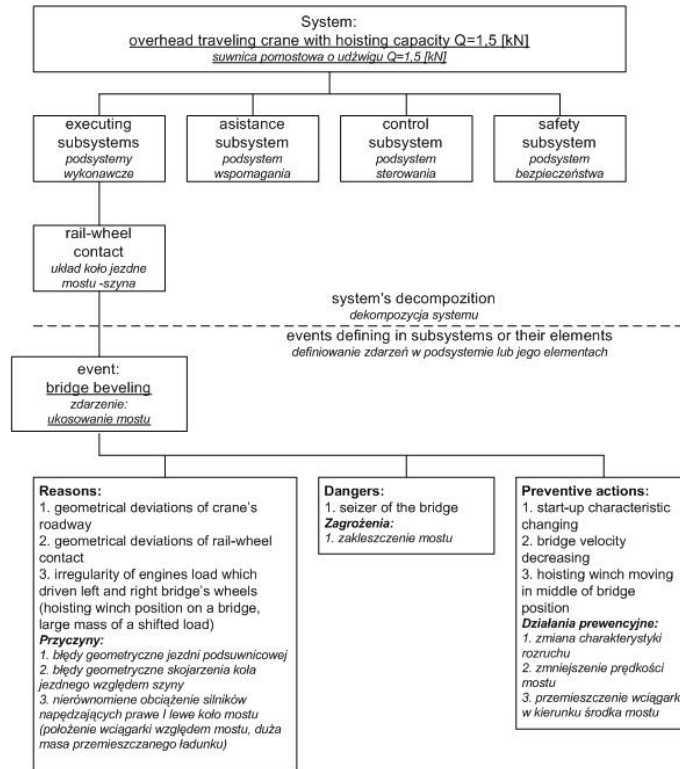 System:
overhead traveling crane with hoisting capacity Q=1,5 [kN]
suwnica pomostowa o udźwigu Q=1,5 [kN]
executing
subsystems
podsystemy
wykonawcze
asistance
subsystem
podsystem
wspomagania
control
subsystem
podsystem
sterowania
safety
subsystem
podsystem
bezpieczeństwa
rail-wheel
contact
układ koło jezdne
mostu -szyna
system's decompozition
dekompozycja systemu
events defining in subsystems or their elements
definiowanie zdarzeń w podsystemie lub jego elementach
event:
bridge beveling
zdarzenie:
ukosowanie mostu
Reasons:
1. geometrical deviations of crane's
roadway
2. geometrical deviations of rail-wheel
contact
3. irregularity of engines load which
driven left and right bridge's wheels
(hoisting winch position on a bridge,
large mass of a shifted load)
Przyczyny:
1. błędy geometryczne jezdni podsuwnicowej
2. błędy geometryczne skojarzenia koła
jezdnego względem szyny
3. nierównomierne obciążenie silników
napędzających prawe I lewe koło mostu
(położenie wciągarki względem mostu, duża
masa przemieszczanego ładunku)
Dangers:
1. seizer of the bridge
Zagrożenia:
1. zakleszczenie mostu
Preventive actions:
1. start-up characteristic
changing
2. bridge velocity
decreasing
3. hoisting winch moving
in middle of bridge
position
Działania prewencyjne:
1. zmiana charakterystyki
rozruchu
2. zmniejszenie prędkości
mostu
3. przemieszczenie wciągarki
w kierunku środka mostu